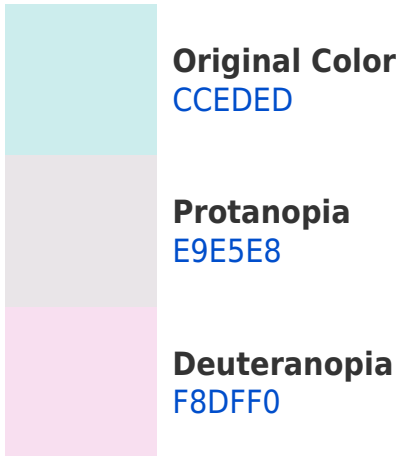 Original Color
CCEDED
Protanopia
E9E5E8
Deuteranopia
F8DFF0